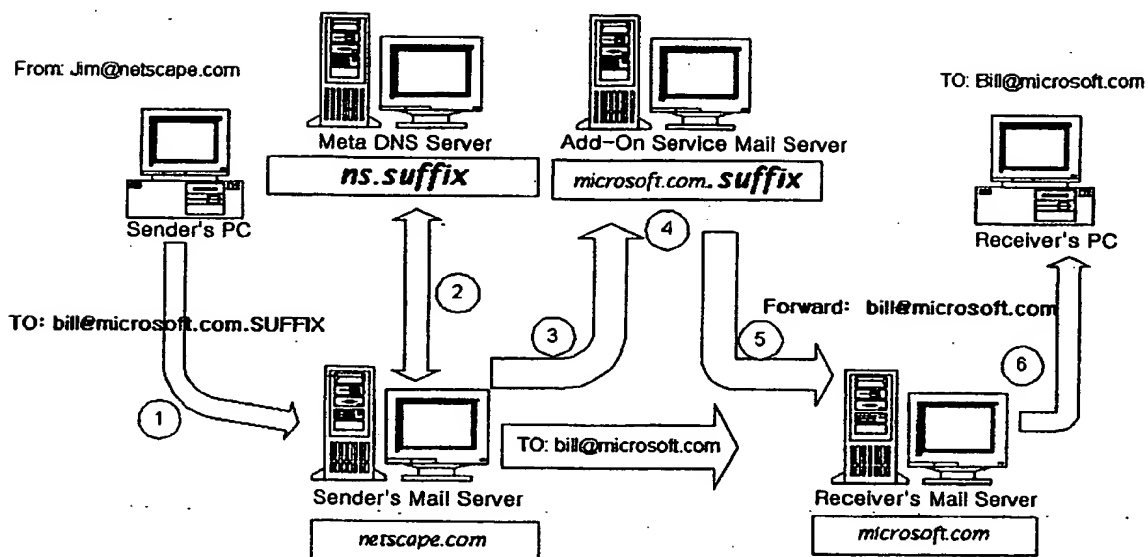 From: Jim@netscape.com
TO: Bill@microsoft.com
Meta DNS Server
Add-On Service Mail Server
ns.suffix
microsoft.com.suffix
Sender's PC
Receiver's PC
4
2
TO: bill@microsoft.com.SUFFIX
Forward: bill@microsoft.com
3
5
6
1
TO: bill@microsoft.com
Sender's Mail Server
Receiver's Mail Server
netscape.com
microsoft.com